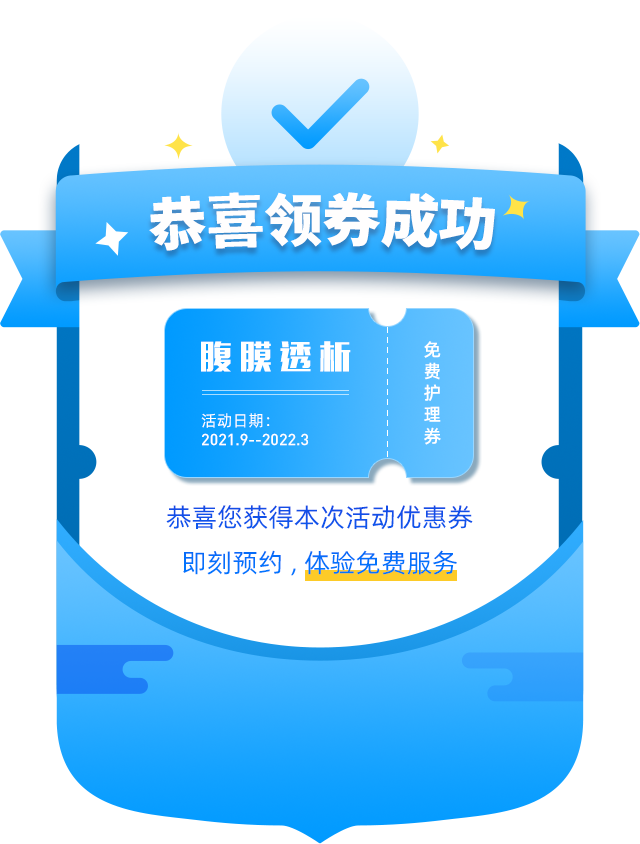 恭喜领券成功
腹膜透析
免费护理券
活动日期：
2021.9--2022.3
恭喜您获得本次活动优惠券
即刻预约，体验免费服务